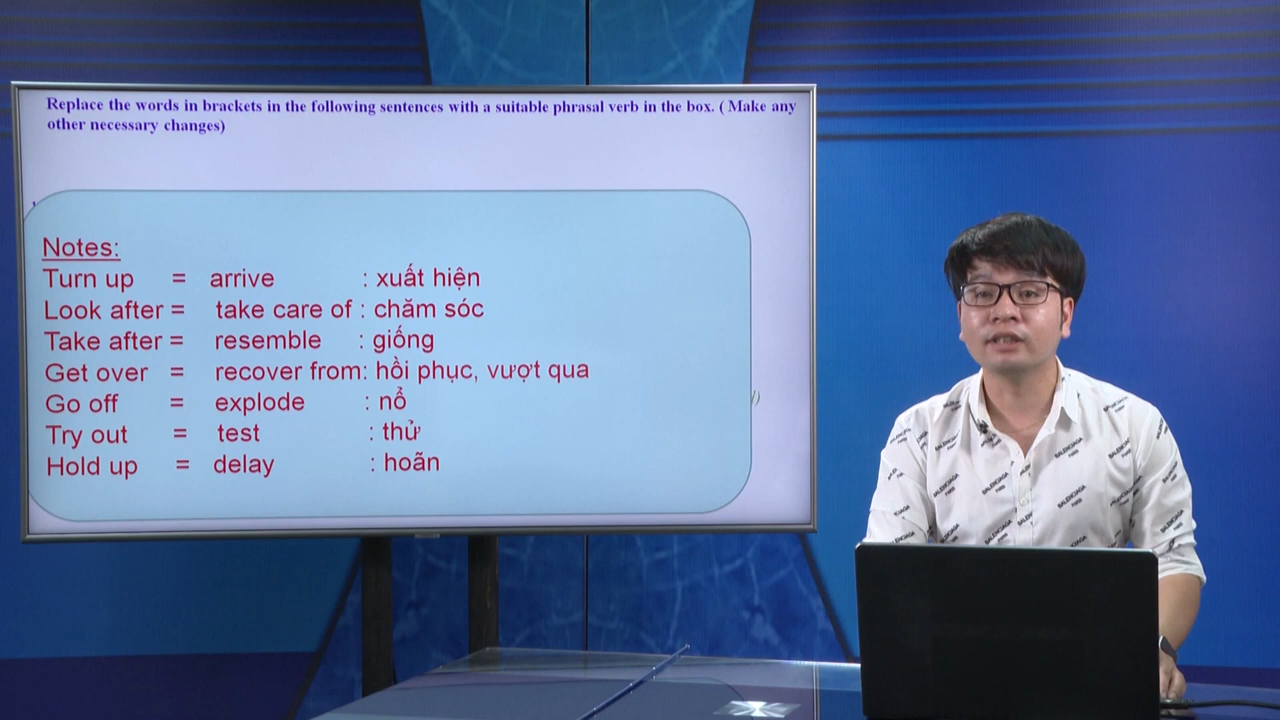 Replace the words in brackets in the following sentences with a suitable phrasal verb in the box. ( Make any
other necessary changes)
Notes:
Turn up = arrive : xuất hiện
Look after = take care of : chăm sóc
Take after = resemble : giống
Get over = recover from: hồi phục, vượt qua
Go off = explode : nổ
Try out = test : thử
Hold up = delay : hoãn
BALENCIAGA
PARIS